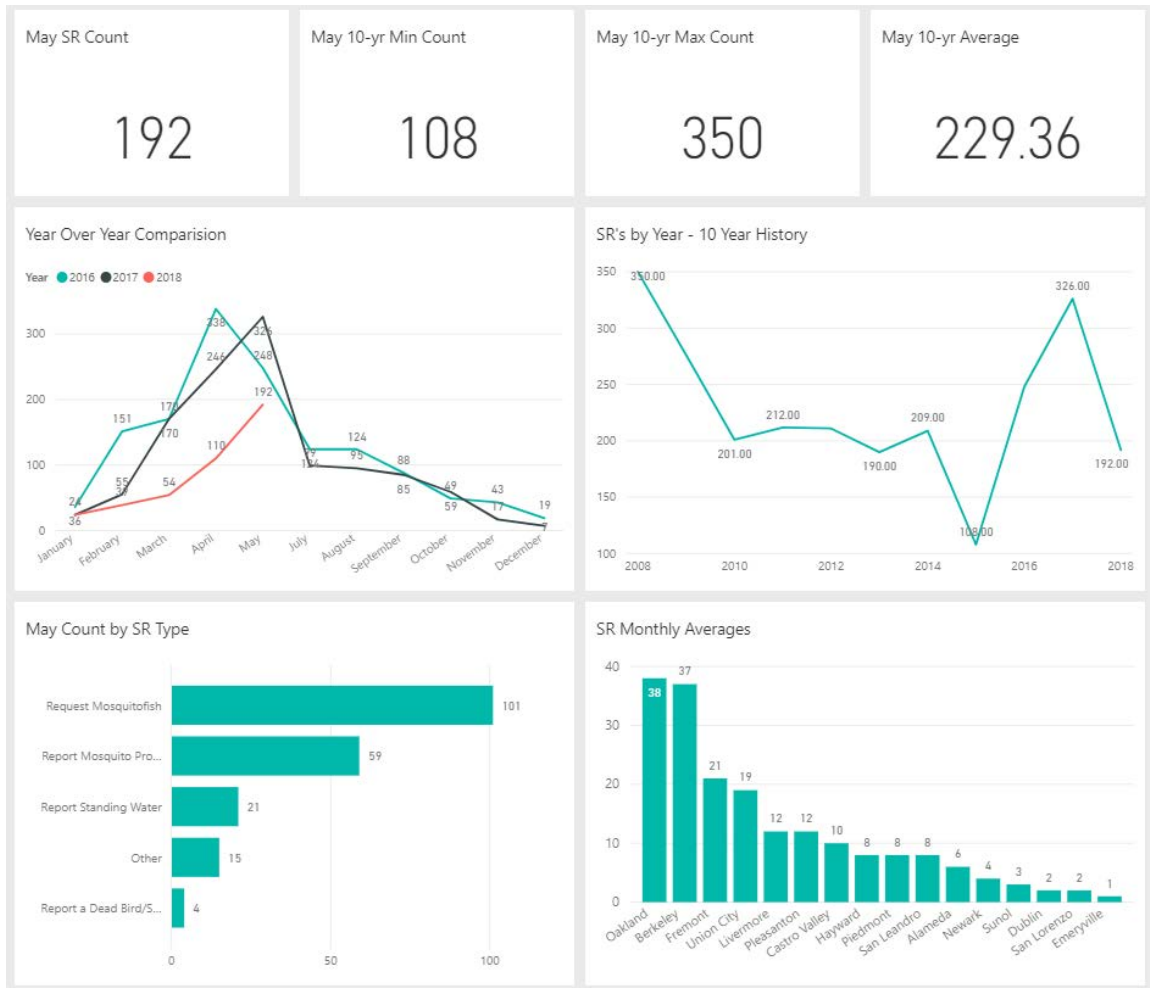 May SR Count
192
May 10-yr Min Count
108
May 10-yr Max Count
350
May 10-yr Average
229.36
Year Over Year Comparision
Year 2016 2017 2018
300
200
100
0
24
36
151
55
39
170
170
54
338
246
110
326
248
192
99
124
124
95
88
85
49
59
43
17
19
7
January February March April May July August September October November December
SR's by Year - 10 Year History
350
300
250
200
150
100
350.00
201.00
212.00
190.00
209.00
108.00
326.00
192.00
2008 2010 2012 2014 2016 2018
May Count by SR Type
Request Mosquitofish 101
Report Mosquito Pro... 59
Report Standing Water 21
Other 15
Report a Dead Bird/S... 4
0 50 100
SR Monthly Averages
40
30
20
10
0
38 37 21 19 12 12 10 8 8 8 6 4 3 2 2 1
Oakland Berkeley Fremont Union City Livermore Pleasanton Castro Valley Hayward Piedmont San Leandro Alameda Newark Sunol Dublin San Lorenzo Emeryville